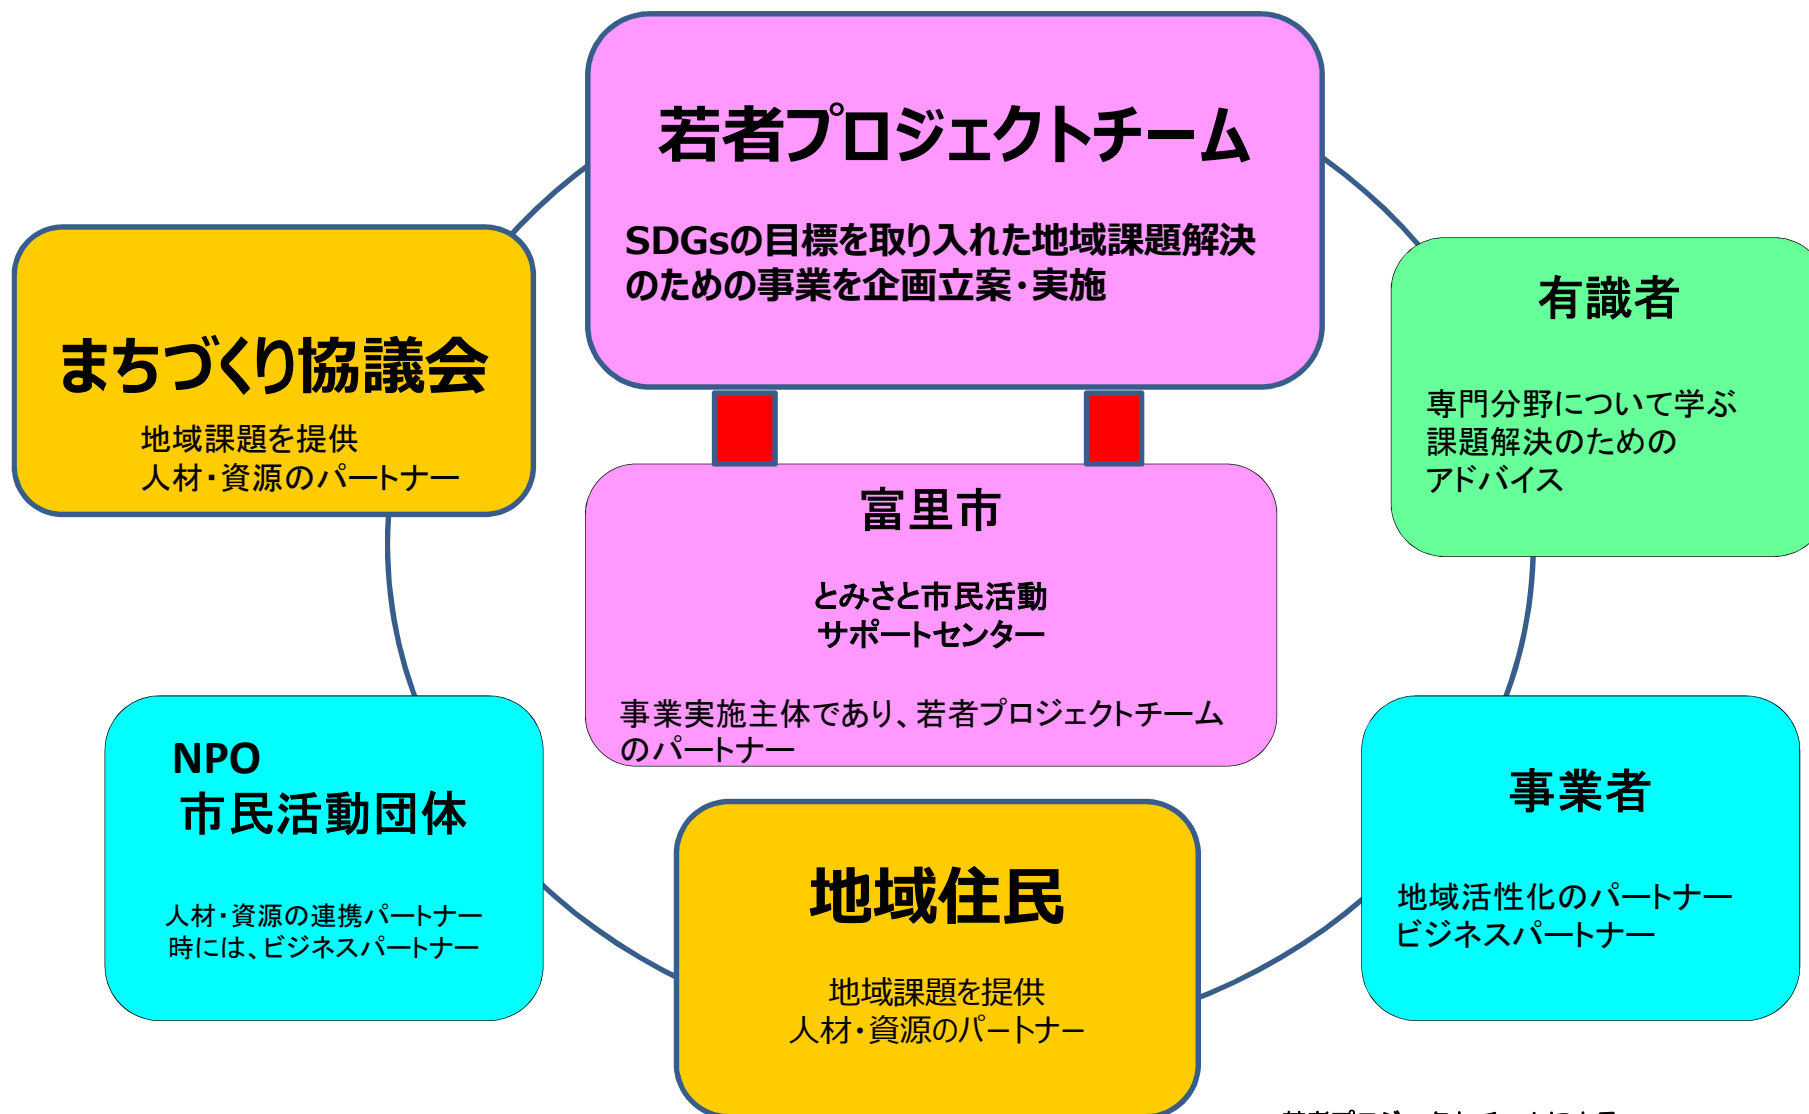 若者プロジェクトチーム
SDGsの目標を取り入れた地域課題解決
のための事業を企画立案・実施
まちづくり協議会
地域課題を提供
人材・資源のパートナー
有識者
専門分野について学ぶ
課題解決のための
アドバイス
富里市
とみさと市民活動
サポートセンター
事業実施主体であり、若者プロジェクトチーム
のパートナー
NPO
市民活動団体
人材・資源の連携パートナー
時には、ビジネスパートナー
地域住民
地域課題を提供
人材・資源のパートナー
事業者
地域活性化のパートナー
ビジネスパートナー